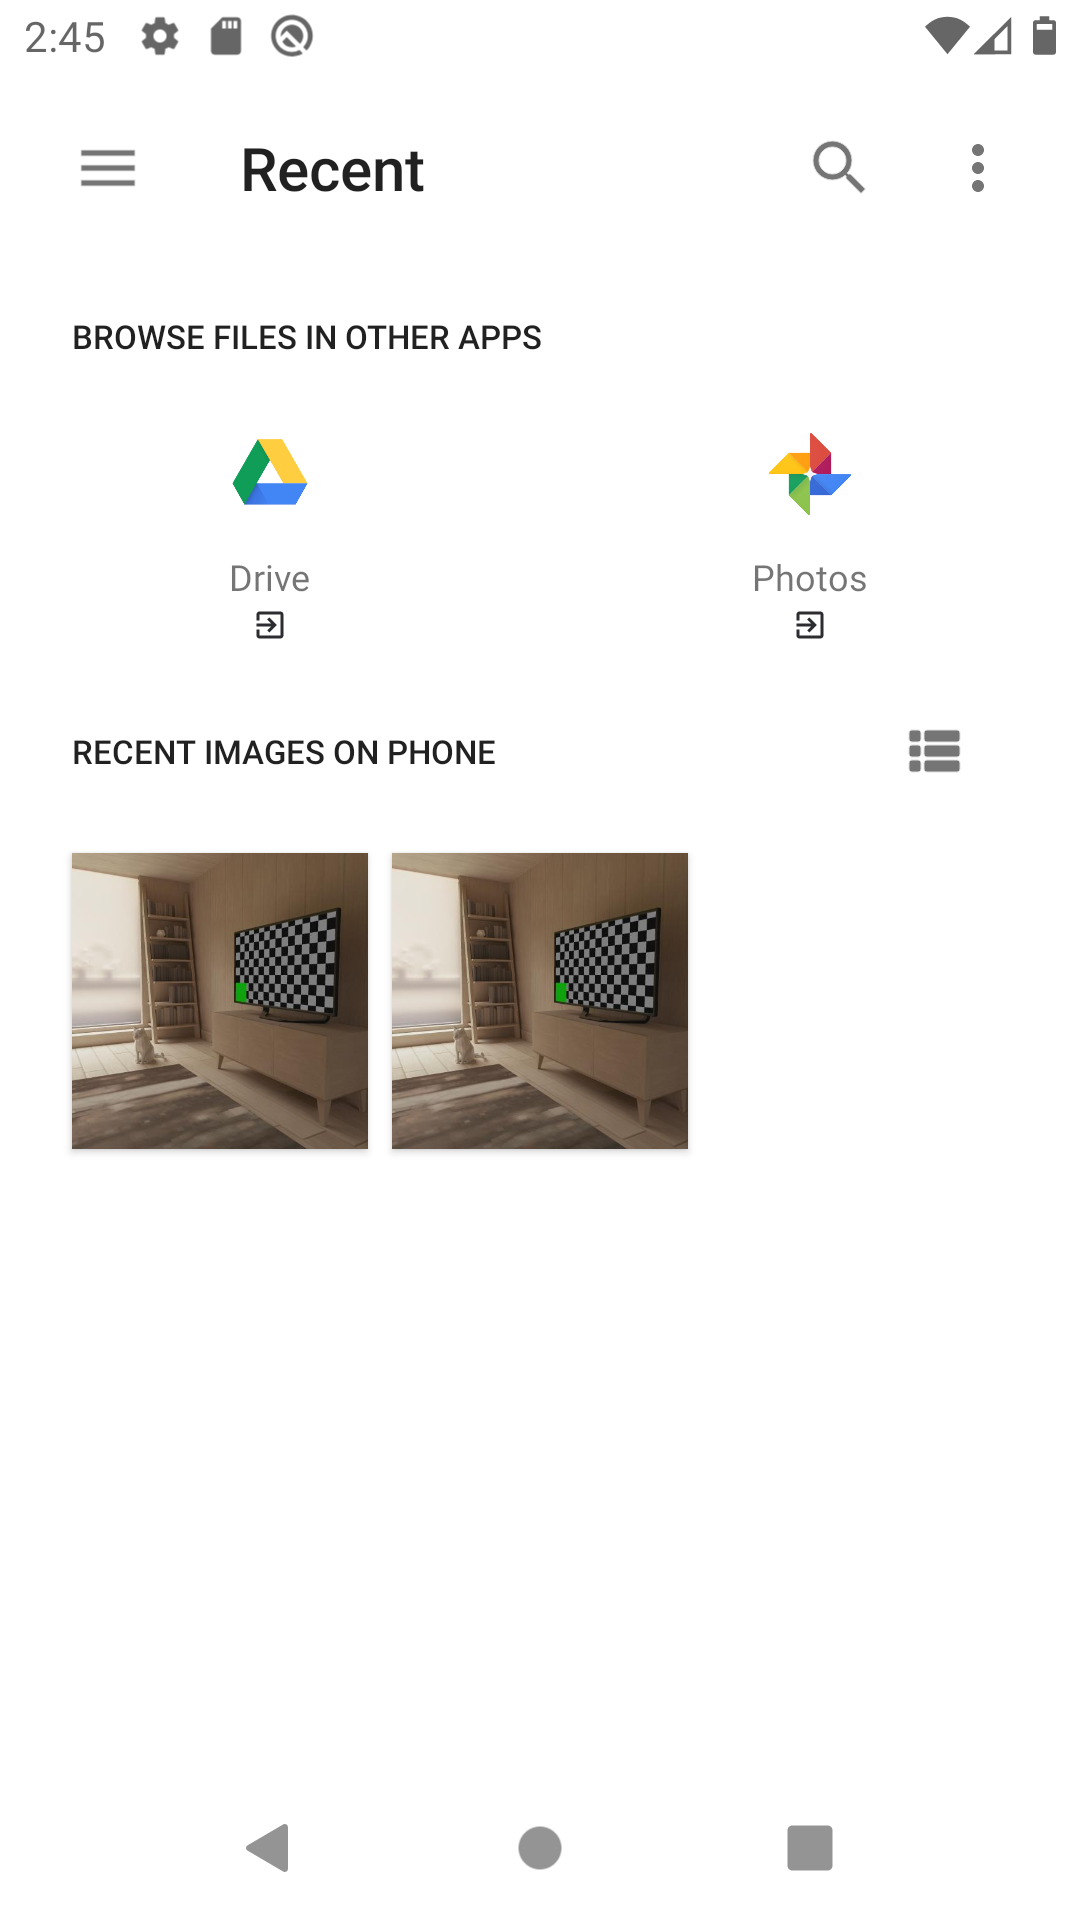 2:45
Recent
BROWSE FILES IN OTHER APPS
Drive
Photos
RECENT IMAGES ON PHONE